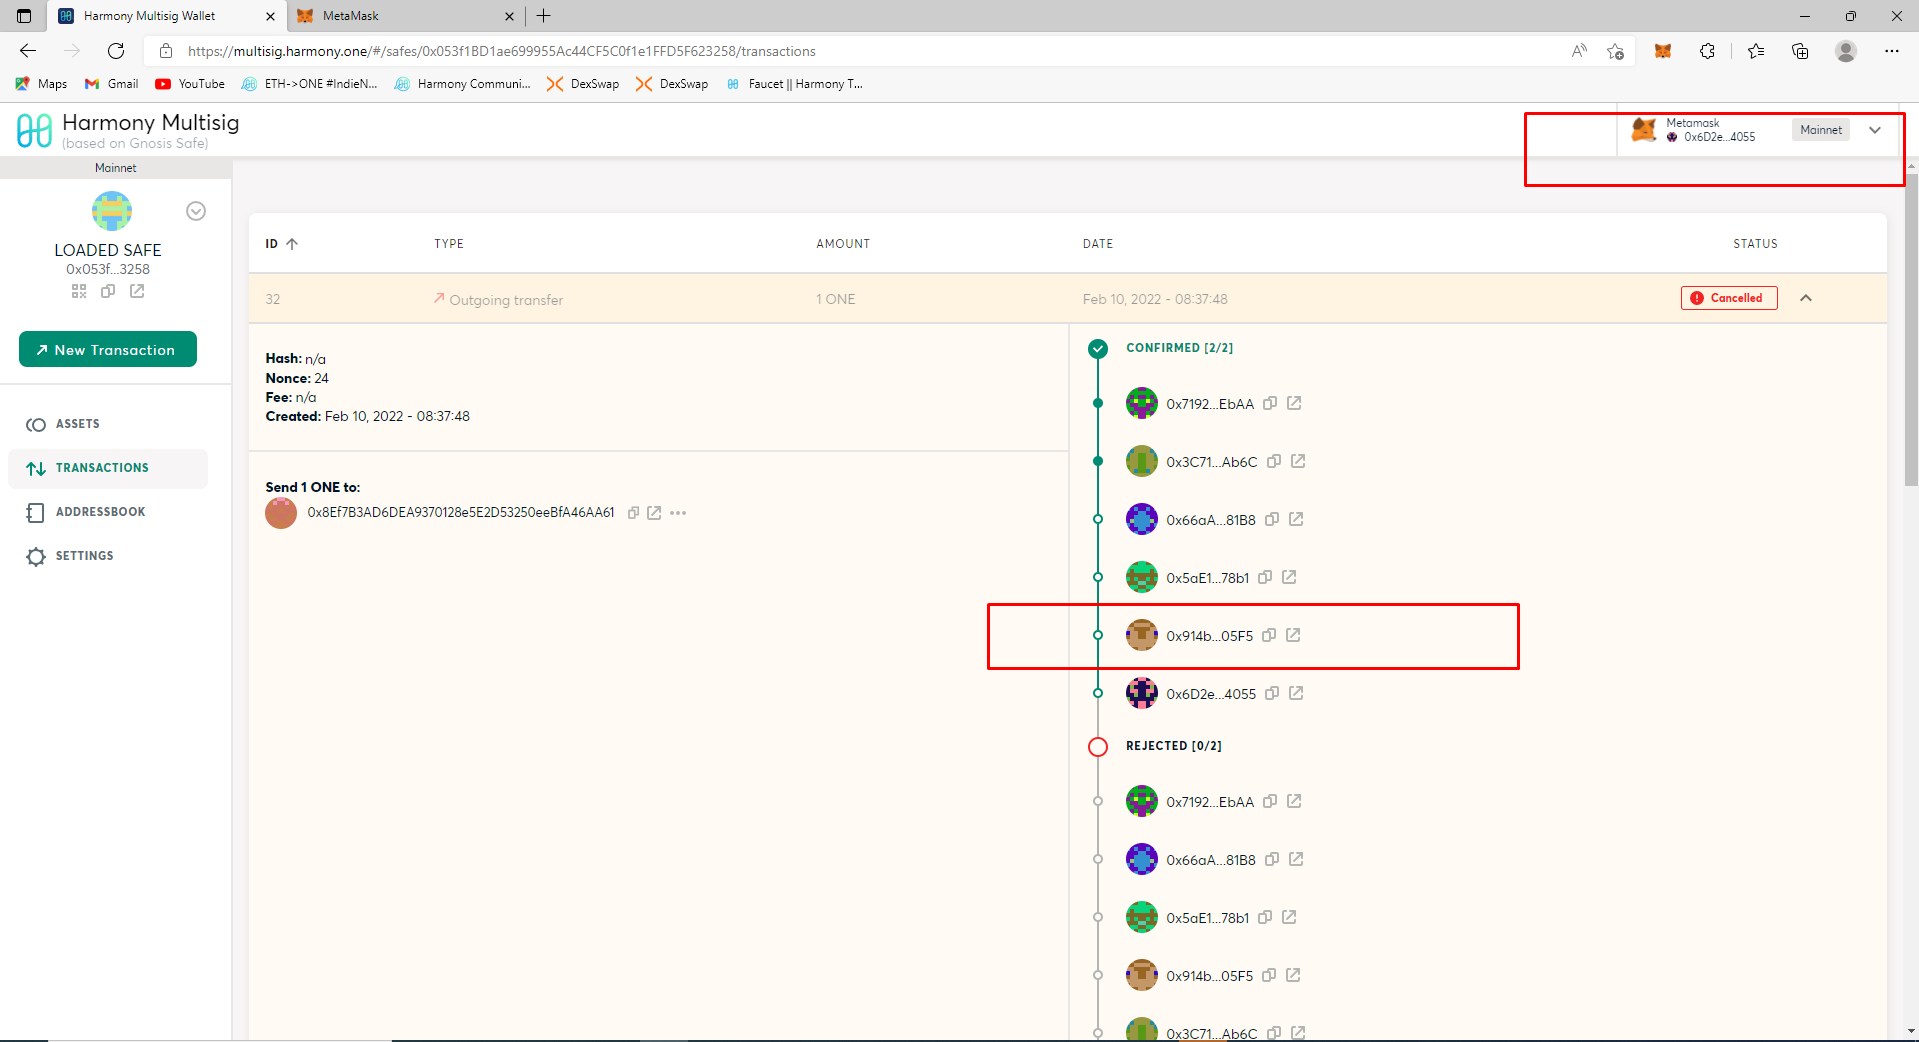 Harmony Multisig Wallet
MetaMask
https://multisig.harmony.one/#/safes/0x053f1BD1ae699955Ac44CF5C0f1e1FFD5F623258/transactions
Maps
Gmail
YouTube
ETH->ONE #IndieN...
Harmony Communi...
DexSwap
DexSwap
Faucet || Harmony T...
Harmony Multisig
(based on Gnosis Safe)
Metamask
0x6D2e...4055
Mainnet
Mainnet
LOADED SAFE
0x053f...3258
New Transaction
ASSETS
TRANSACTIONS
ADDRESSBOOK
SETTINGS
ID TYPE AMOUNT DATE STATUS
32 Outgoing transfer 1 ONE Feb 10, 2022 - 08:37:48 Cancelled
Hash: n/a
Nonce: 24
Fee: n/a
Created: Feb 10, 2022 - 08:37:48
Send 1 ONE to:
0x8Ef7B3AD6DEA9370128e5E2D53250eeBfA46AA61
CONFIRMED [2/2]
0x7192...EbAA
0x3C71...Ab6C
0x66aA...81B8
0x5aE1...78b1
0x914b...05F5
0x6D2e...4055
REJECTED [0/2]
0x7192...EbAA
0x66aA...81B8
0x5aE1...78b1
0x914b...05F5
0x3C71...Ab6C